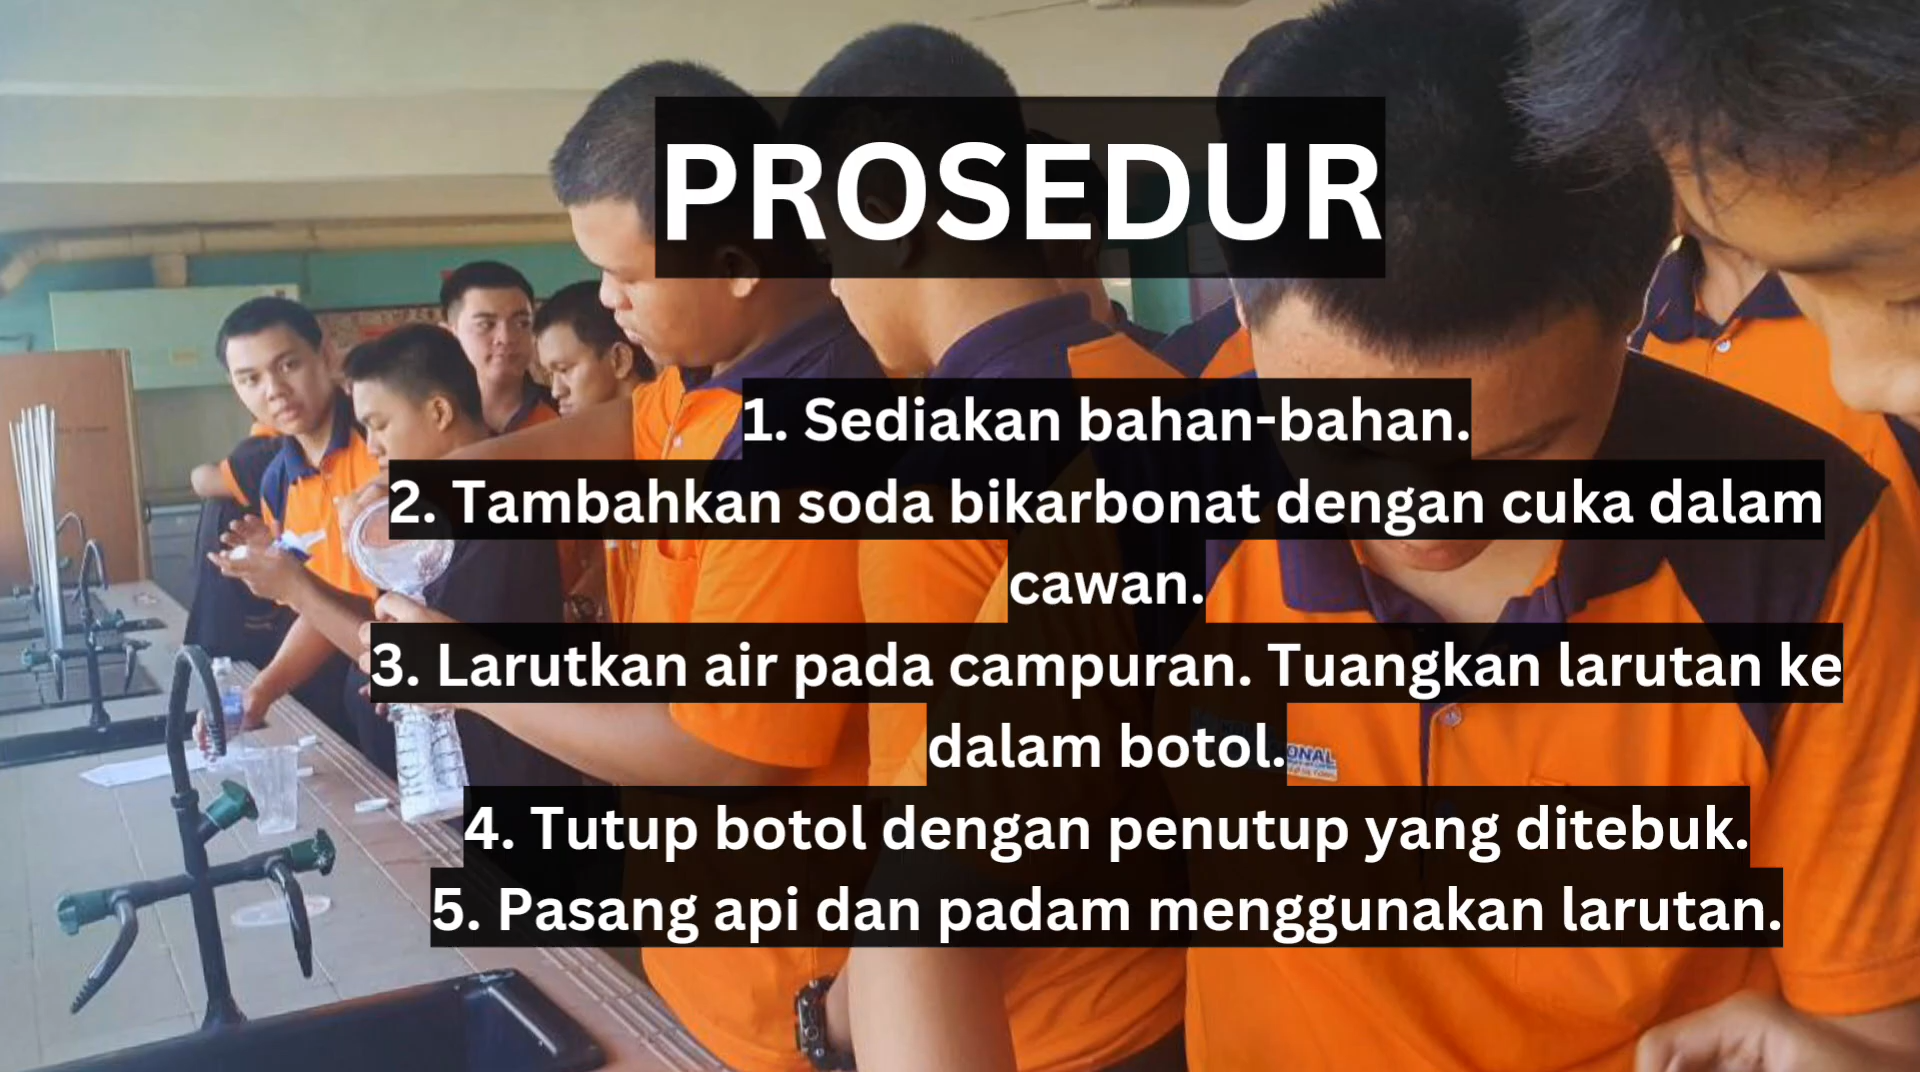 PROSEDUR
1. Sediakan bahan-bahan.
2. Tambahkan soda bikarbonat dengan cuka dalam
cawan.
3. Larutkan air pada campuran. Tuangkan larutan ke
dalam botol.
4. Tutup botol dengan penutup yang ditebuk.
5. Pasang api dan padam menggunakan larutan.